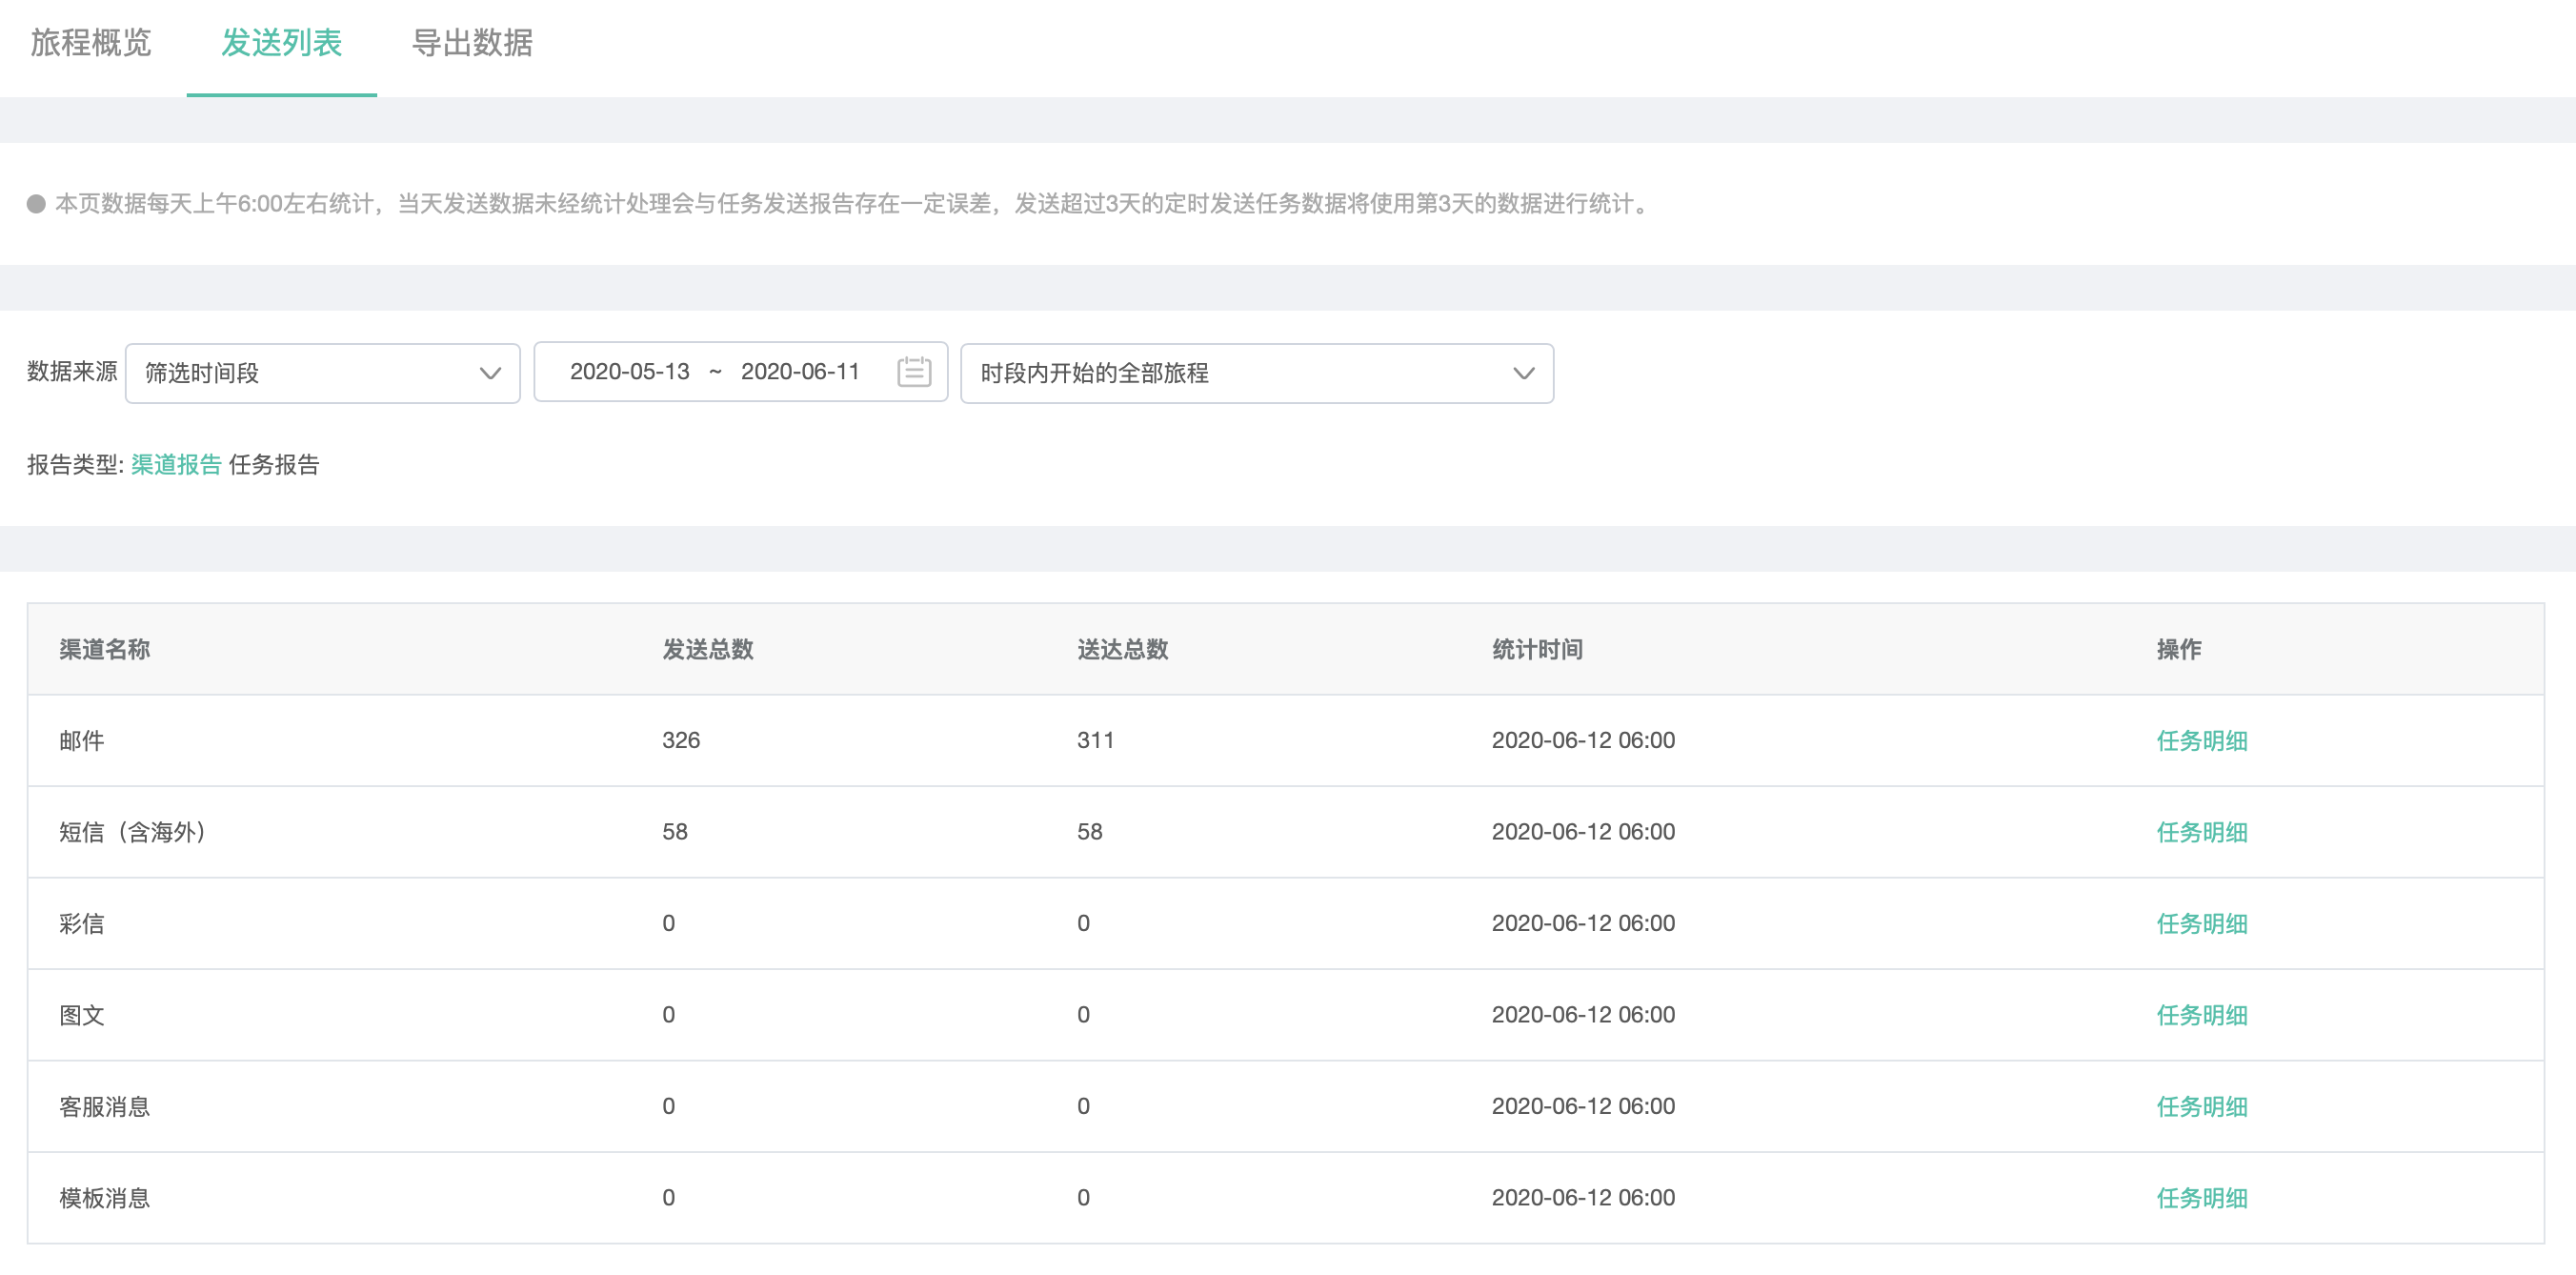 旅程概览 发送列表 导出数据
本页数据每天上午6:00左右统计，当天发送数据未经统计处理会与任务发送报告存在一定误差，发送超过3天的定时发送任务数据将使用第3天的数据进行统计。
数据来源 筛选时间段 2020-05-13 ~ 2020-06-11 时段内开始的全部旅程
报告类型: 渠道报告 任务报告
渠道名称 发送总数 送达总数 统计时间 操作
邮件 326 311 2020-06-12 06:00 任务明细
短信（含海外） 58 58 2020-06-12 06:00 任务明细
彩信 0 0 2020-06-12 06:00 任务明细
图文 0 0 2020-06-12 06:00 任务明细
客服消息 0 0 2020-06-12 06:00 任务明细
模板消息 0 0 2020-06-12 06:00 任务明细